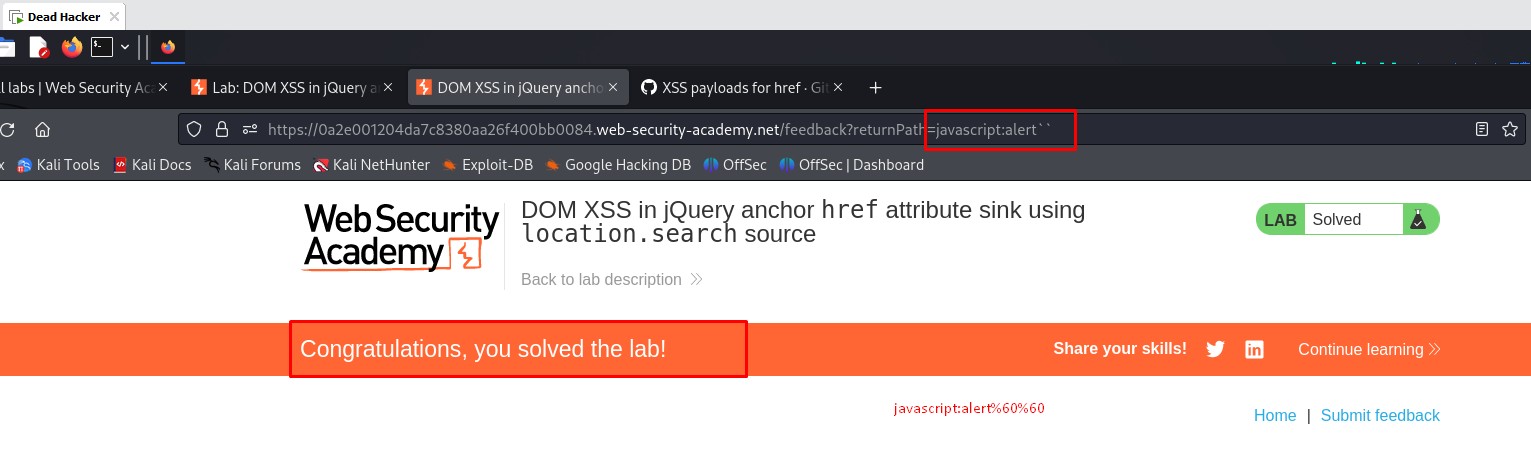 Dead Hacker
ll labs | Web Security Aca
Lab: DOM XSS in jQuery a
DOM XSS in jQuery ancho
XSS payloads for href · Git
https://0a2e001204da7c8380aa26f400bb0084.web-security-academy.net/feedback?returnPath=javascript:alert``
x
Kali Tools
Kali Docs
Kali Forums
Kali NetHunter
Exploit-DB
Google Hacking DB
OffSec
OffSec | Dashboard
Web Security
Academy
DOM XSS in jQuery anchor href attribute sink using
location.search source
Back to lab description
LAB Solved
Congratulations, you solved the lab!
Share your skills!
Continue learning
javascript:alert%60%60
Home | Submit feedback